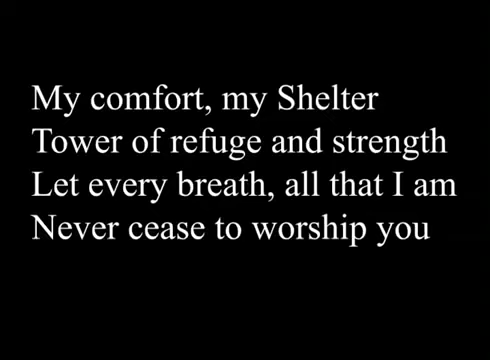 My comfort, my Shelter
Tower of refuge and strength
Let every breath, all that I am
Never cease to worship you